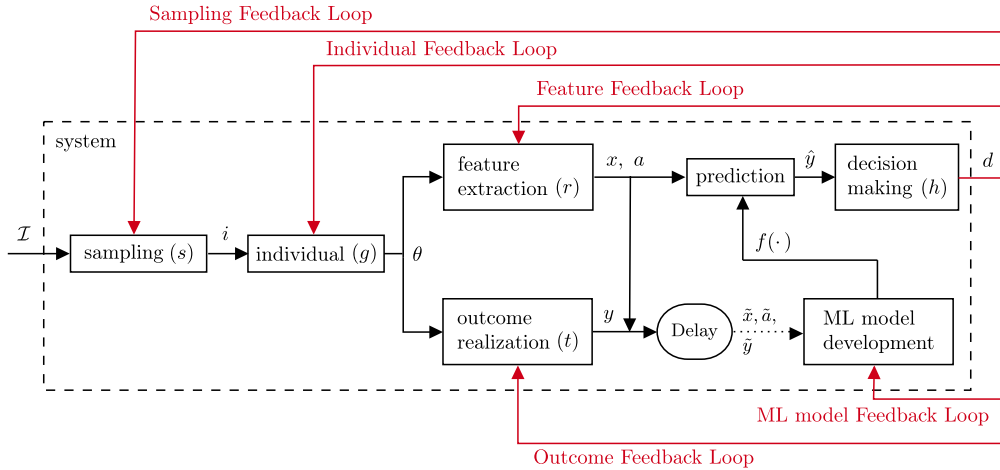 Sampling Feedback Loop
Individual Feedback Loop
Feature Feedback Loop
system
feature
extraction (r)
x, a
prediction
ŷ
decision
making (h)
d
ℐ
sampling (s)
i
individual (g)
θ
f(·)
outcome
realization (t)
y
Delay
x̃, ã,
ỹ
ML model
development
ML model Feedback Loop
Outcome Feedback Loop